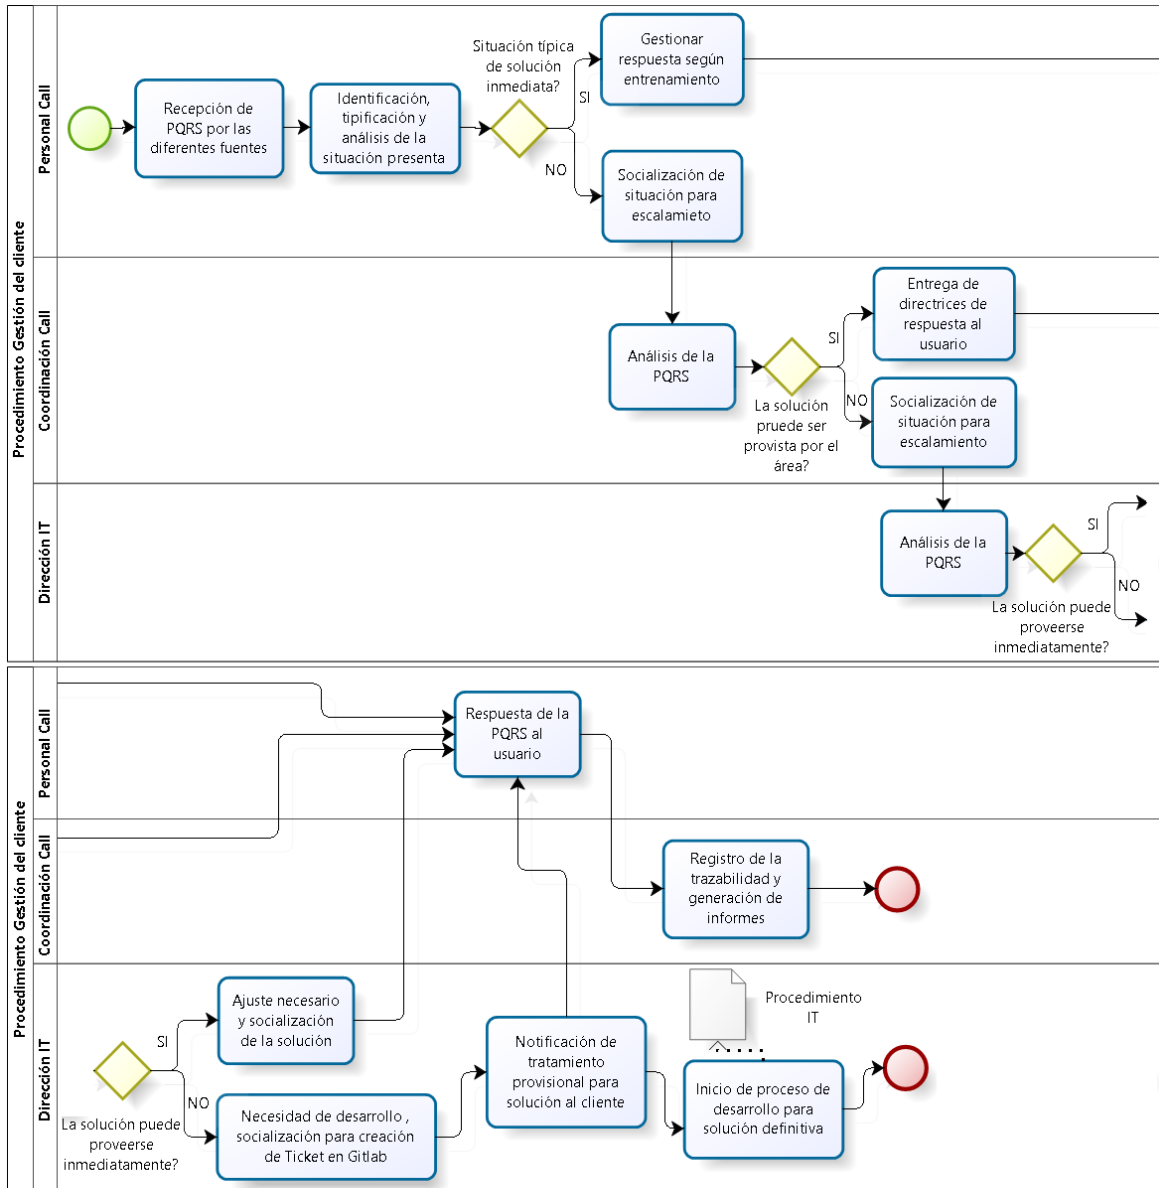 Procedimiento Gestión del cliente
Personal Call
Recepción de
PQRS por las
diferentes fuentes
Identificación,
tipificación y
análisis de la
situación presenta
Situación típica
de solución
inmediata?
SI
NO
Gestionar
respuesta según
entrenamiento
Socialización de
situación para
escalamieto
Coordinación Call
Análisis de la
PQRS
La solución
pruede ser
provista por el
área?
SI
NO
Entrega de
directrices de
respuesta al
usuario
Socialización de
situación para
escalamiento
Dirección IT
Análisis de la
PQRS
La solución puede
proveerse
inmediatamente?
SI
NO
Procedimiento Gestión del cliente
Personal Call
Respuesta de la
PQRS al
usuario
Coordinación Call
Registro de la
trazabilidad y
generación de
informes
Dirección IT
La solución puede
proveerse
inmediatamente?
SI
NO
Ajuste necesario
y socialización
de la solución
Necesidad de desarrollo ,
socialización para creación
de Ticket en Gitlab
Notificación de
tratamiento
provisional para
solución al cliente
Procedimiento
IT
Inicio de proceso de
desarrollo para
solución definitiva